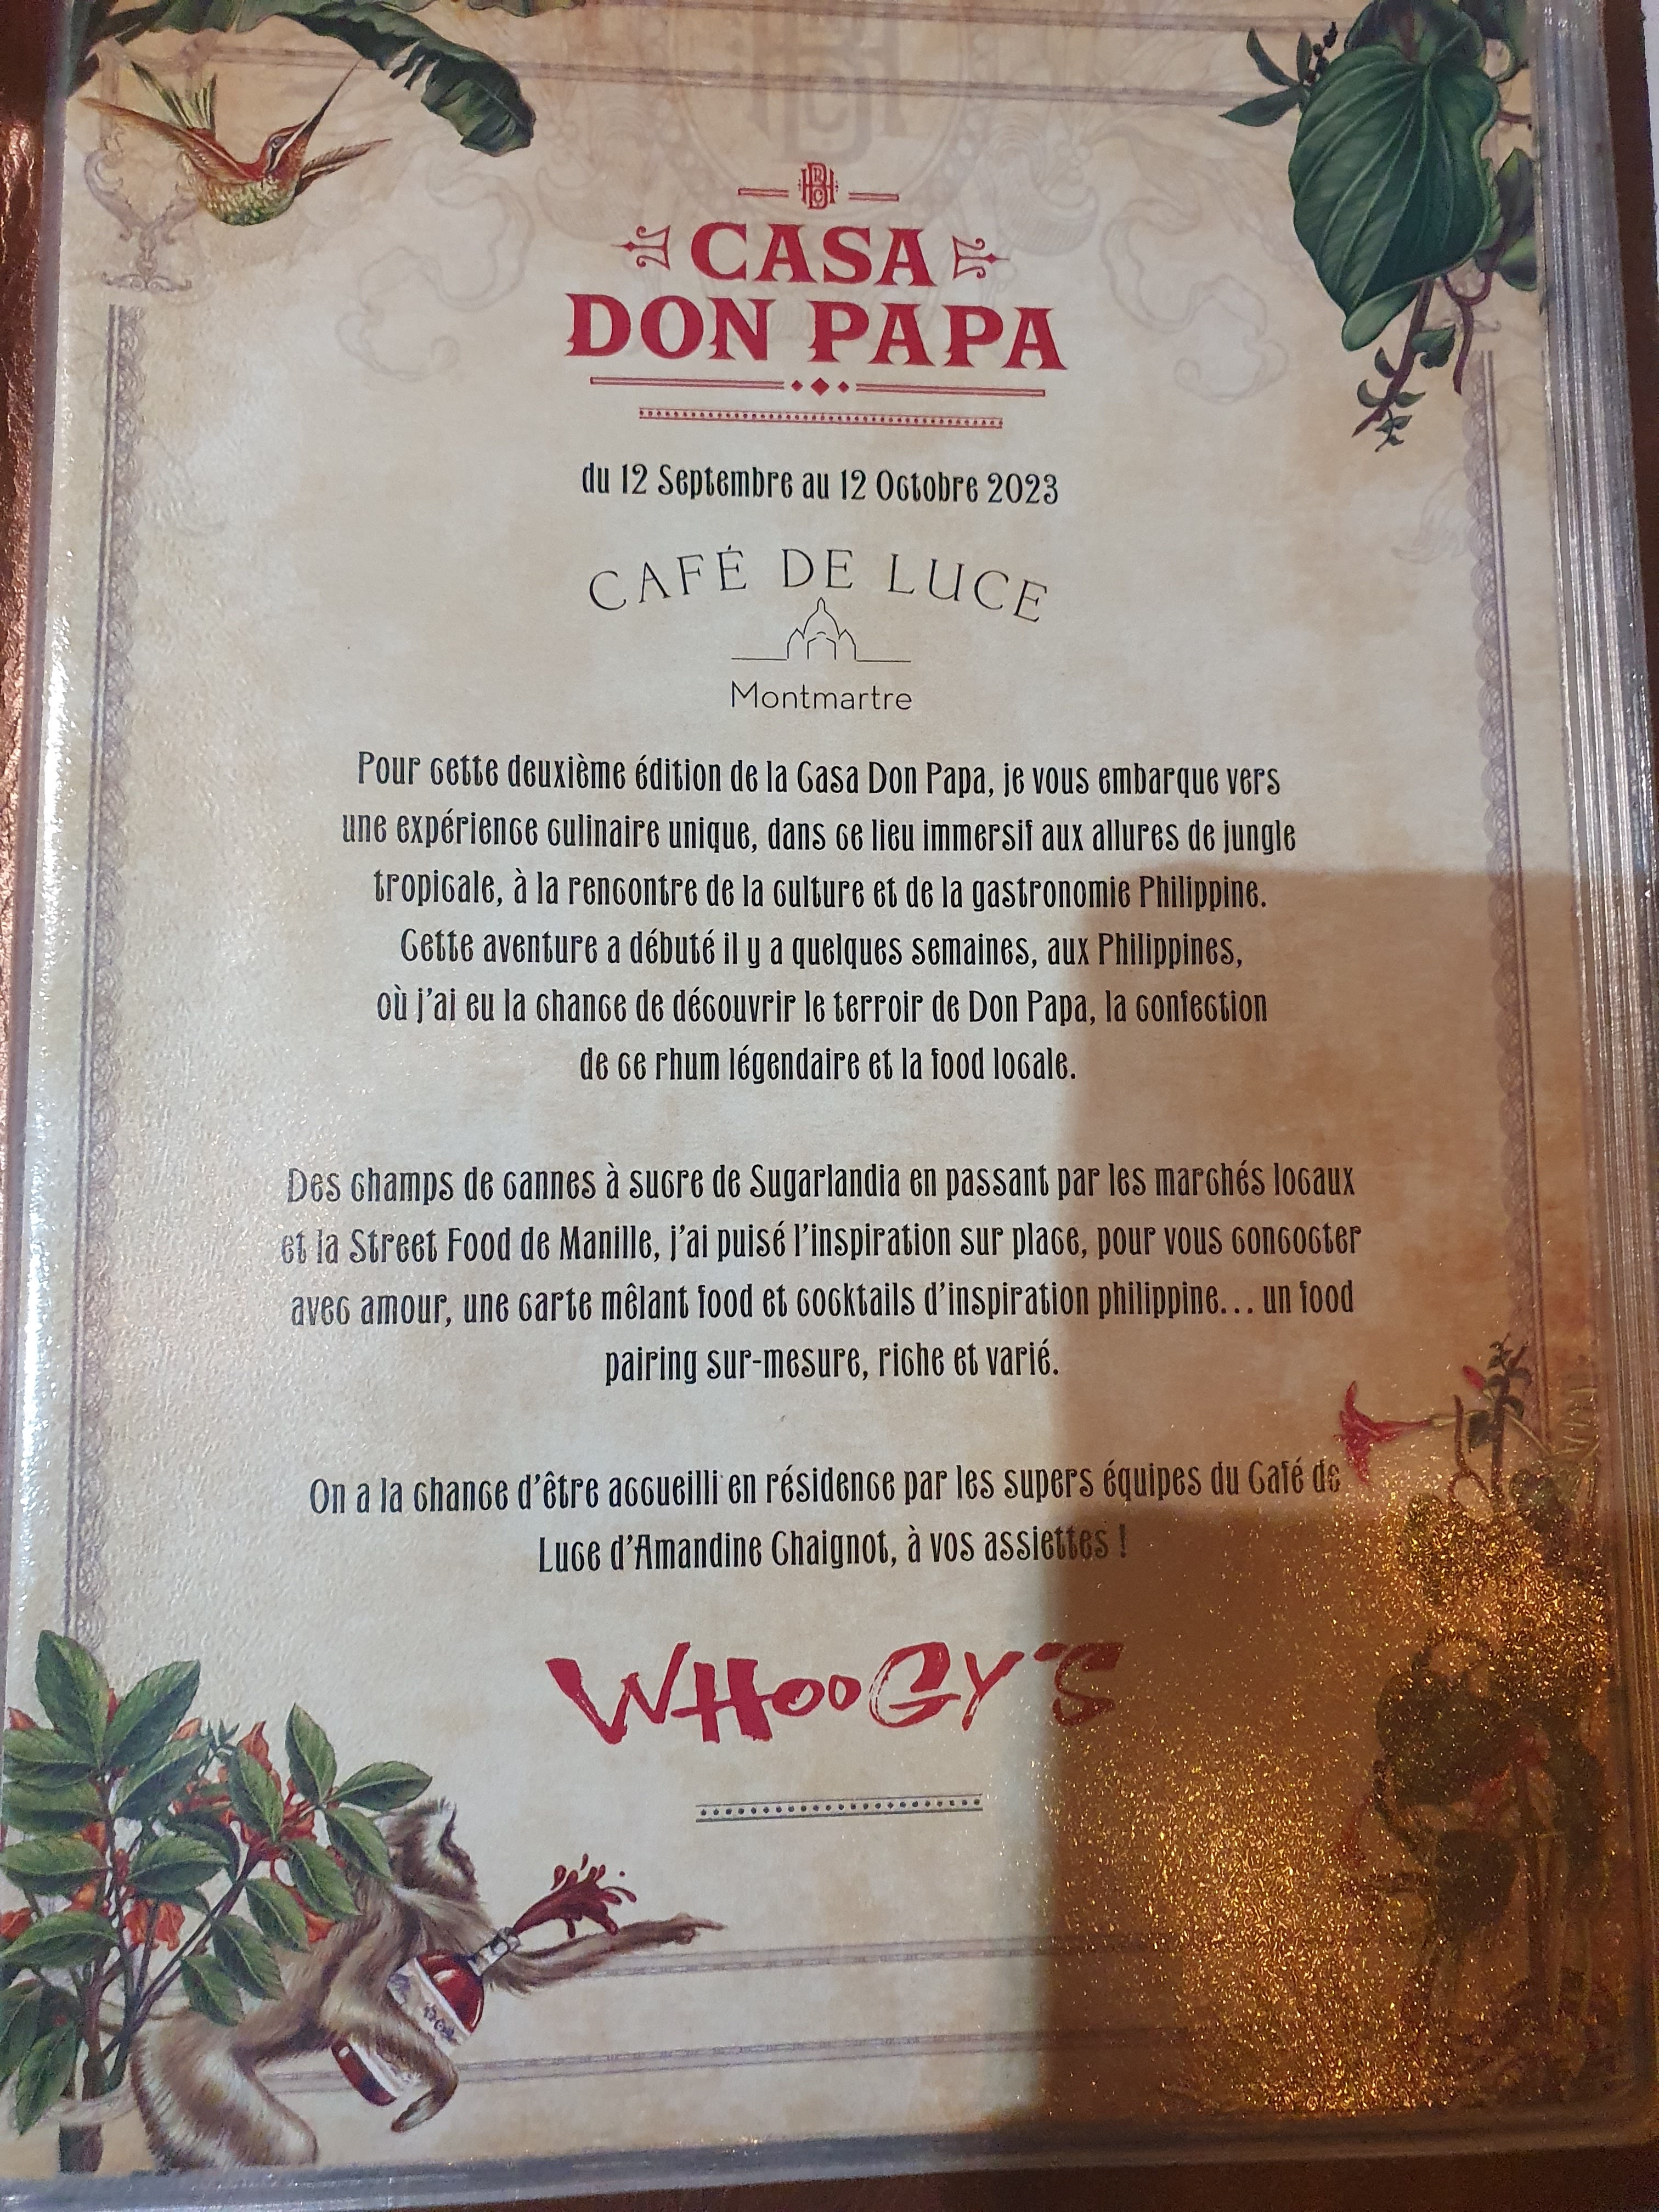 CASA
DON PAPA
du 12 Septembre au 12 Octobre 2023
CAFÉ DE LUCE
Montmartre
Pour cette deuxième édition de la Casa Don Papa, je vous embarque vers
une expérience culinaire unique, dans ce lieu immersif aux allures de jungle
tropicale, à la rencontre de la culture et de la gastronomie Philippine.
Cette aventure a débuté il y a quelques semaines, aux Philippines,
où j'ai eu la chance de découvrir le terroir de Don Papa, la confection
de ce rhum légendaire et la food locale.
Des champs de cannes à sucre de Sugarlandia en passant par les marchés locaux
et la Street Food de Manille, j'ai puisé l'inspiration sur place, pour vous concocter
avec amour, une carte mêlant food et cocktails d'inspiration philippine... un food
pairing sur-mesure, riche et varié.
On a la chance d'être accueilli en résidence par les supers équipes du Café de
Luce d'Amandine Chaignot, à vos assiettes !
WHOOGY'S